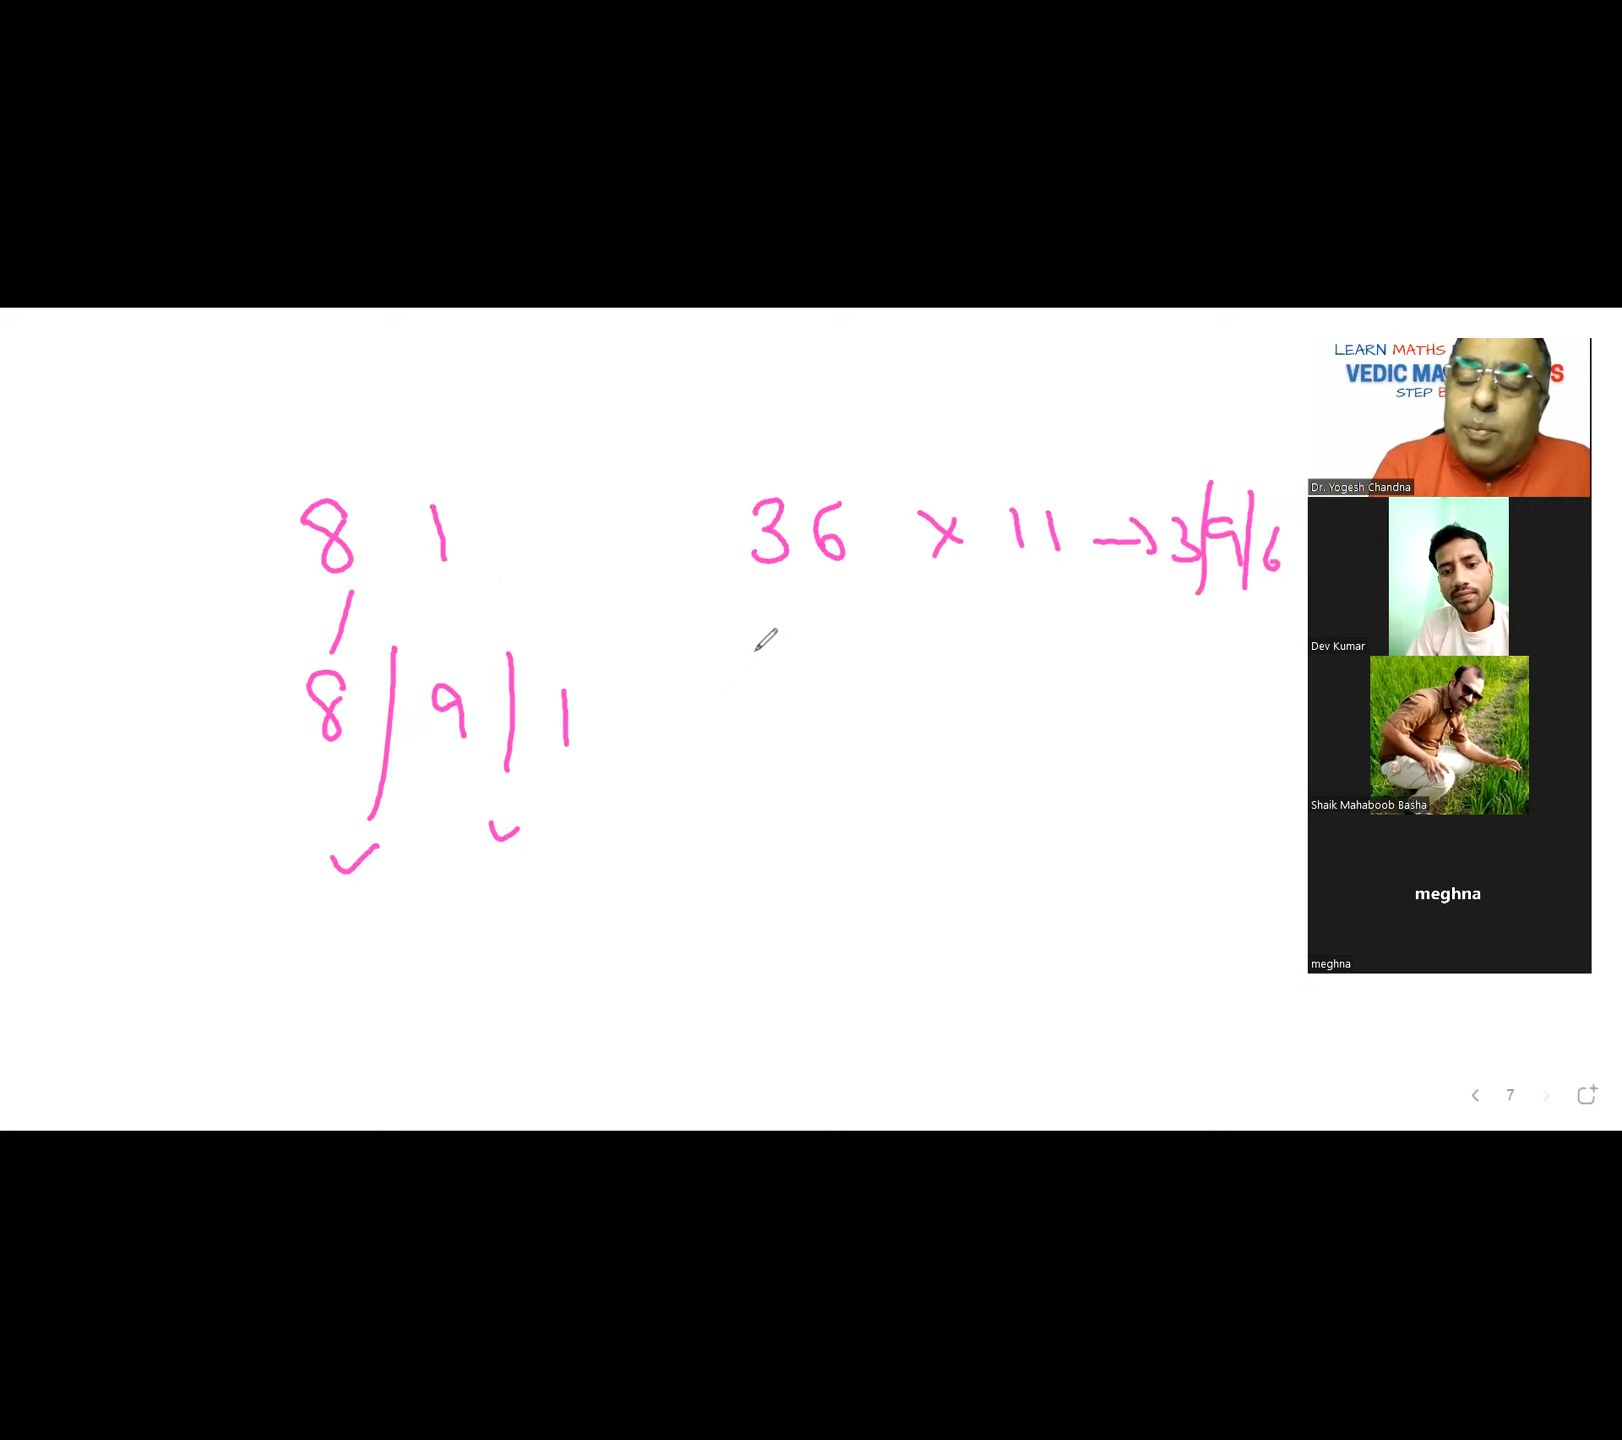 LEARN MATHS
VEDIC MA S
STEP
Dr. Yogesh Chandna
8 1 36 × 11 → 3/9/6
Dev Kumar
8 / 9 | 1
Shaik Mahaboob Basha
meghna
meghna
7